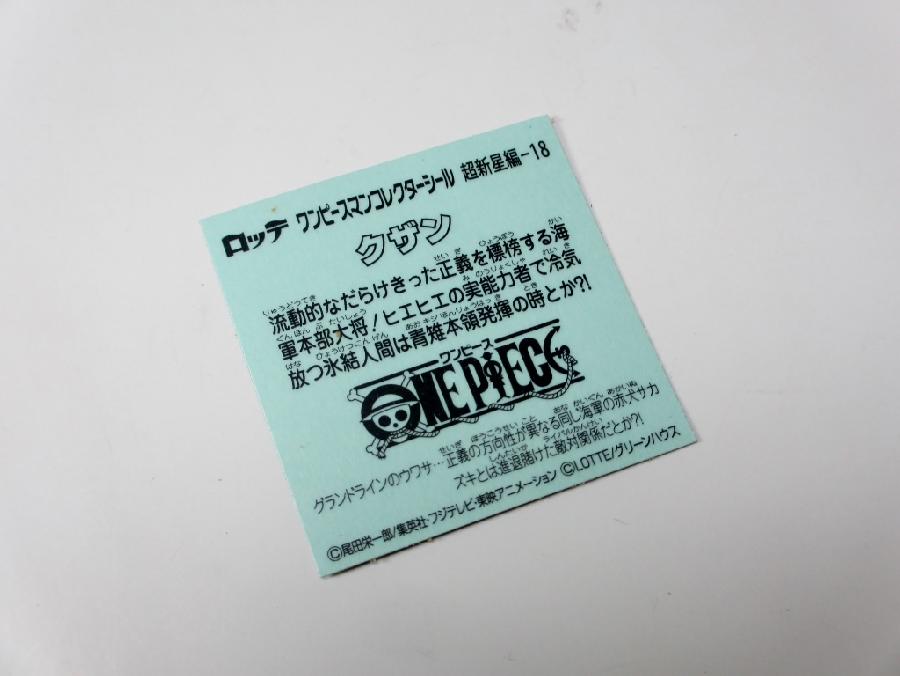 ロッテ ワンピースマンコレクターシール 超新星編-18
クザン
流動的なだらけきった正義を標榜する海
軍本部大将!ヒエヒエの実能力者で冷気
放つ氷結人間は青雉本領発揮の時とか?!
ワンピース
ONE PIECE
グランドラインのウワサ…正義の方向性が異なる同じ海軍の赤犬サカ
ズキとは進退賭けた敵対関係だとか?!
©尾田栄一郎/集英社・フジテレビ・東映アニメーション ©LOTTE/グリーンハウス